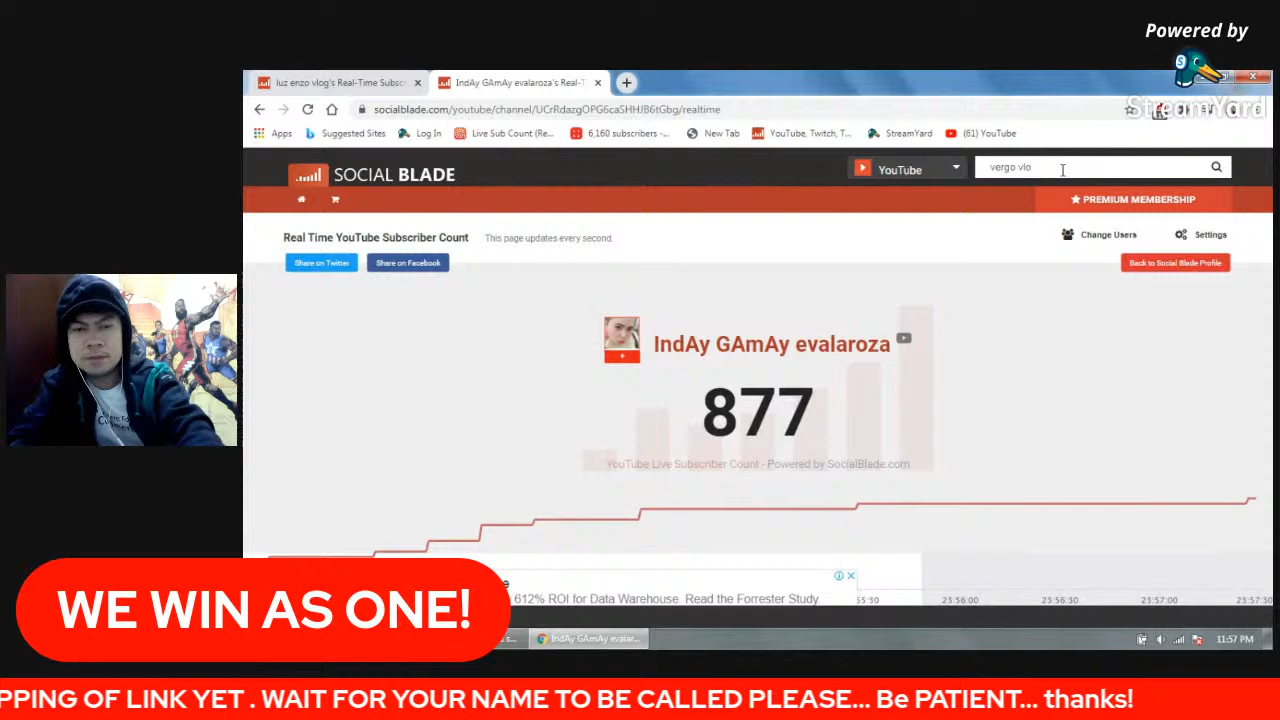 Powered by
StreamYard
luz enzo vlog's Real-Time Subsc
IndAy GAmAy evalaroza's Real-T
socialblade.com/youtube/channel/UCrRdazgOPG6caSHHJB6tGbg/realtime
Apps
Suggested Sites
Log In
Live Sub Count (Re...
6,160 subscribers -...
New Tab
YouTube, Twitch, T...
StreamYard
(61) YouTube
SOCIAL BLADE
YouTube
vergo vlo
PREMIUM MEMBERSHIP
Real Time YouTube Subscriber Count
This page updates every second.
Change Users
Settings
Share on Twitter
Share on Facebook
Back to Social Blade Profile
IndAy GAmAy evalaroza
877
YouTube Live Subscriber Count - Powered by SocialBlade.com
612% ROI for Data Warehouse. Read the Forrester Study.
55:30
23:56:00
23:56:30
23:57:00
23:57:30
WE WIN AS ONE!
IndAy GAmAy evalar...
11:57 PM
PPING OF LINK YET . WAIT FOR YOUR NAME TO BE CALLED PLEASE... Be PATIENT... thanks!